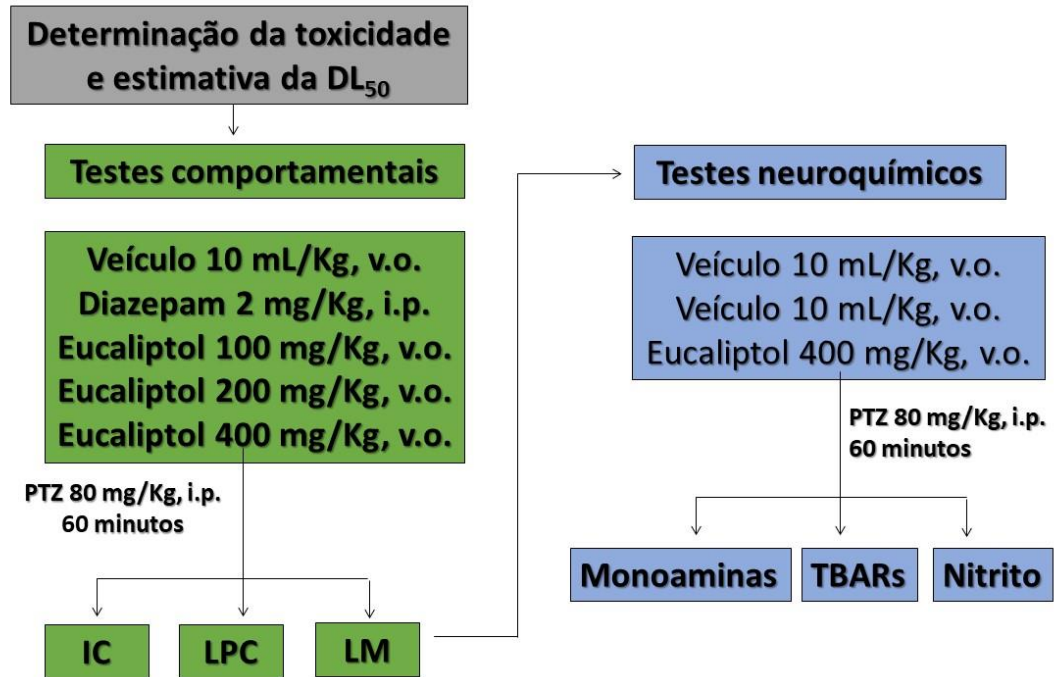 Determinação da toxicidade
e estimativa da DL50
Testes comportamentais
Veículo 10 mL/Kg, v.o.
Diazepam 2 mg/Kg, i.p.
Eucaliptol 100 mg/Kg, v.o.
Eucaliptol 200 mg/Kg, v.o.
Eucaliptol 400 mg/Kg, v.o.
PTZ 80 mg/Kg, i.p.
60 minutos
IC
LPC
LM
Testes neuroquímicos
Veículo 10 mL/Kg, v.o.
Veículo 10 mL/Kg, v.o.
Eucaliptol 400 mg/Kg, v.o.
PTZ 80 mg/Kg, i.p.
60 minutos
Monoaminas
TBARs
Nitrito